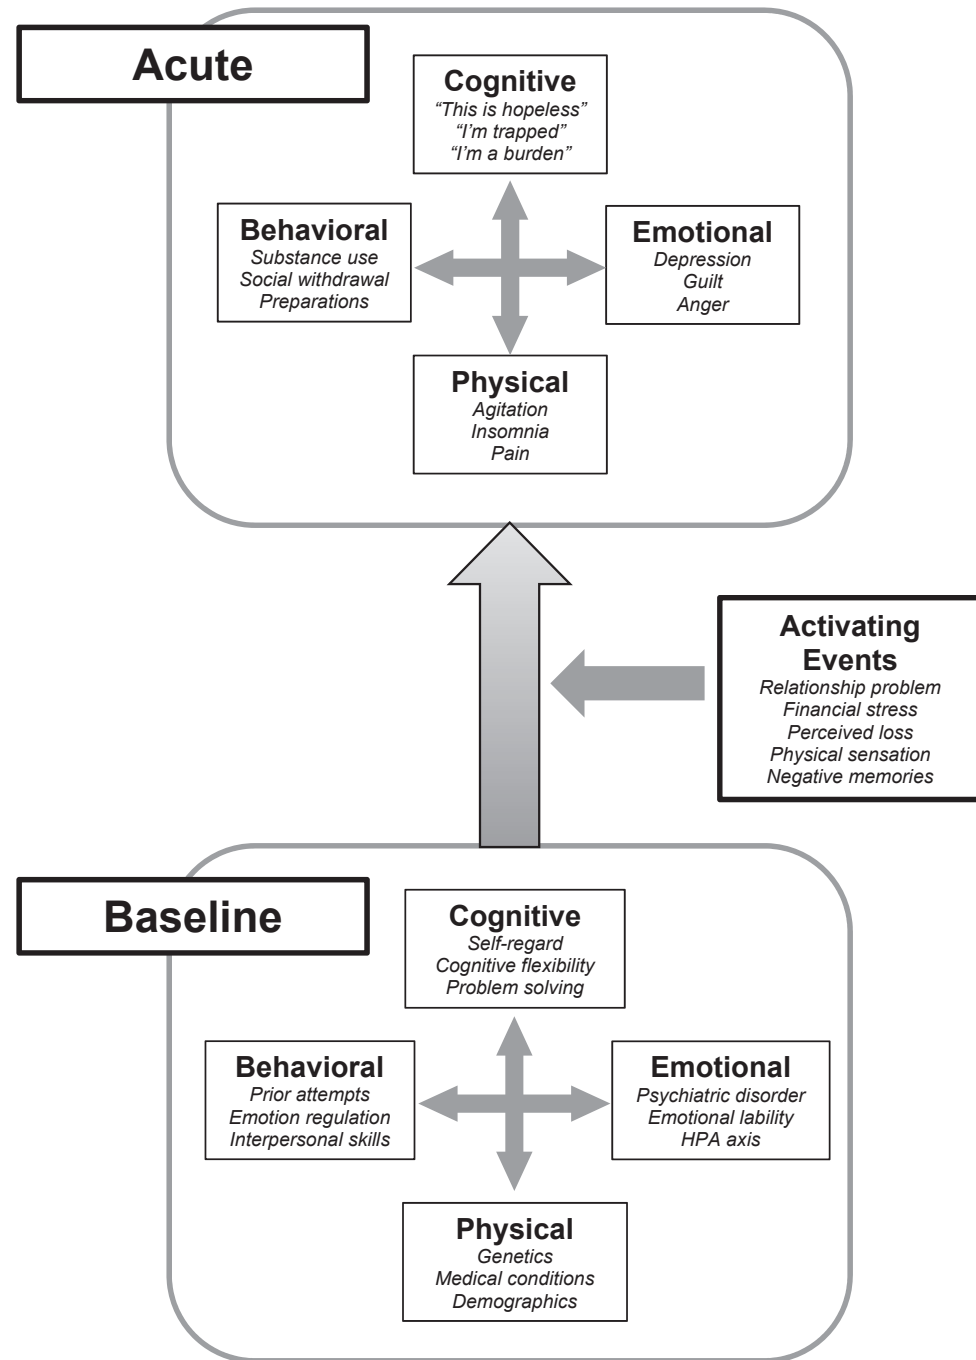 Acute
Cognitive
“This is hopeless”
“I’m trapped”
“I’m a burden”
Behavioral
Substance use
Social withdrawal
Preparations
Emotional
Depression
Guilt
Anger
Physical
Agitation
Insomnia
Pain
Activating
Events
Relationship problem
Financial stress
Perceived loss
Physical sensation
Negative memories
Baseline
Cognitive
Self-regard
Cognitive flexibility
Problem solving
Behavioral
Prior attempts
Emotion regulation
Interpersonal skills
Emotional
Psychiatric disorder
Emotional lability
HPA axis
Physical
Genetics
Medical conditions
Demographics